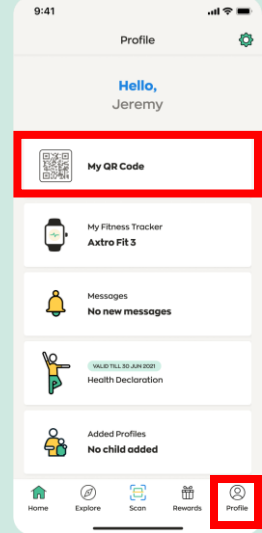 9:41
Profile
Hello,
Jeremy
My QR Code
My Fitness Tracker
Axtro Fit 3
Messages
No new messages
VALID TILL 30 JUN 2021
Health Declaration
Added Profiles
No child added
Home Explore Scan Rewards Profile